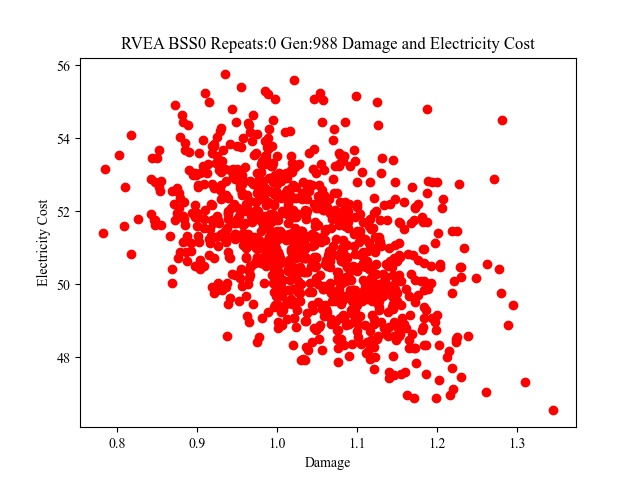 RVEA BSS0 Repeats:0 Gen:988 Damage and Electricity Cost
56
54
52
50
48
Electricity Cost
0.8 0.9 1.0 1.1 1.2 1.3
Damage